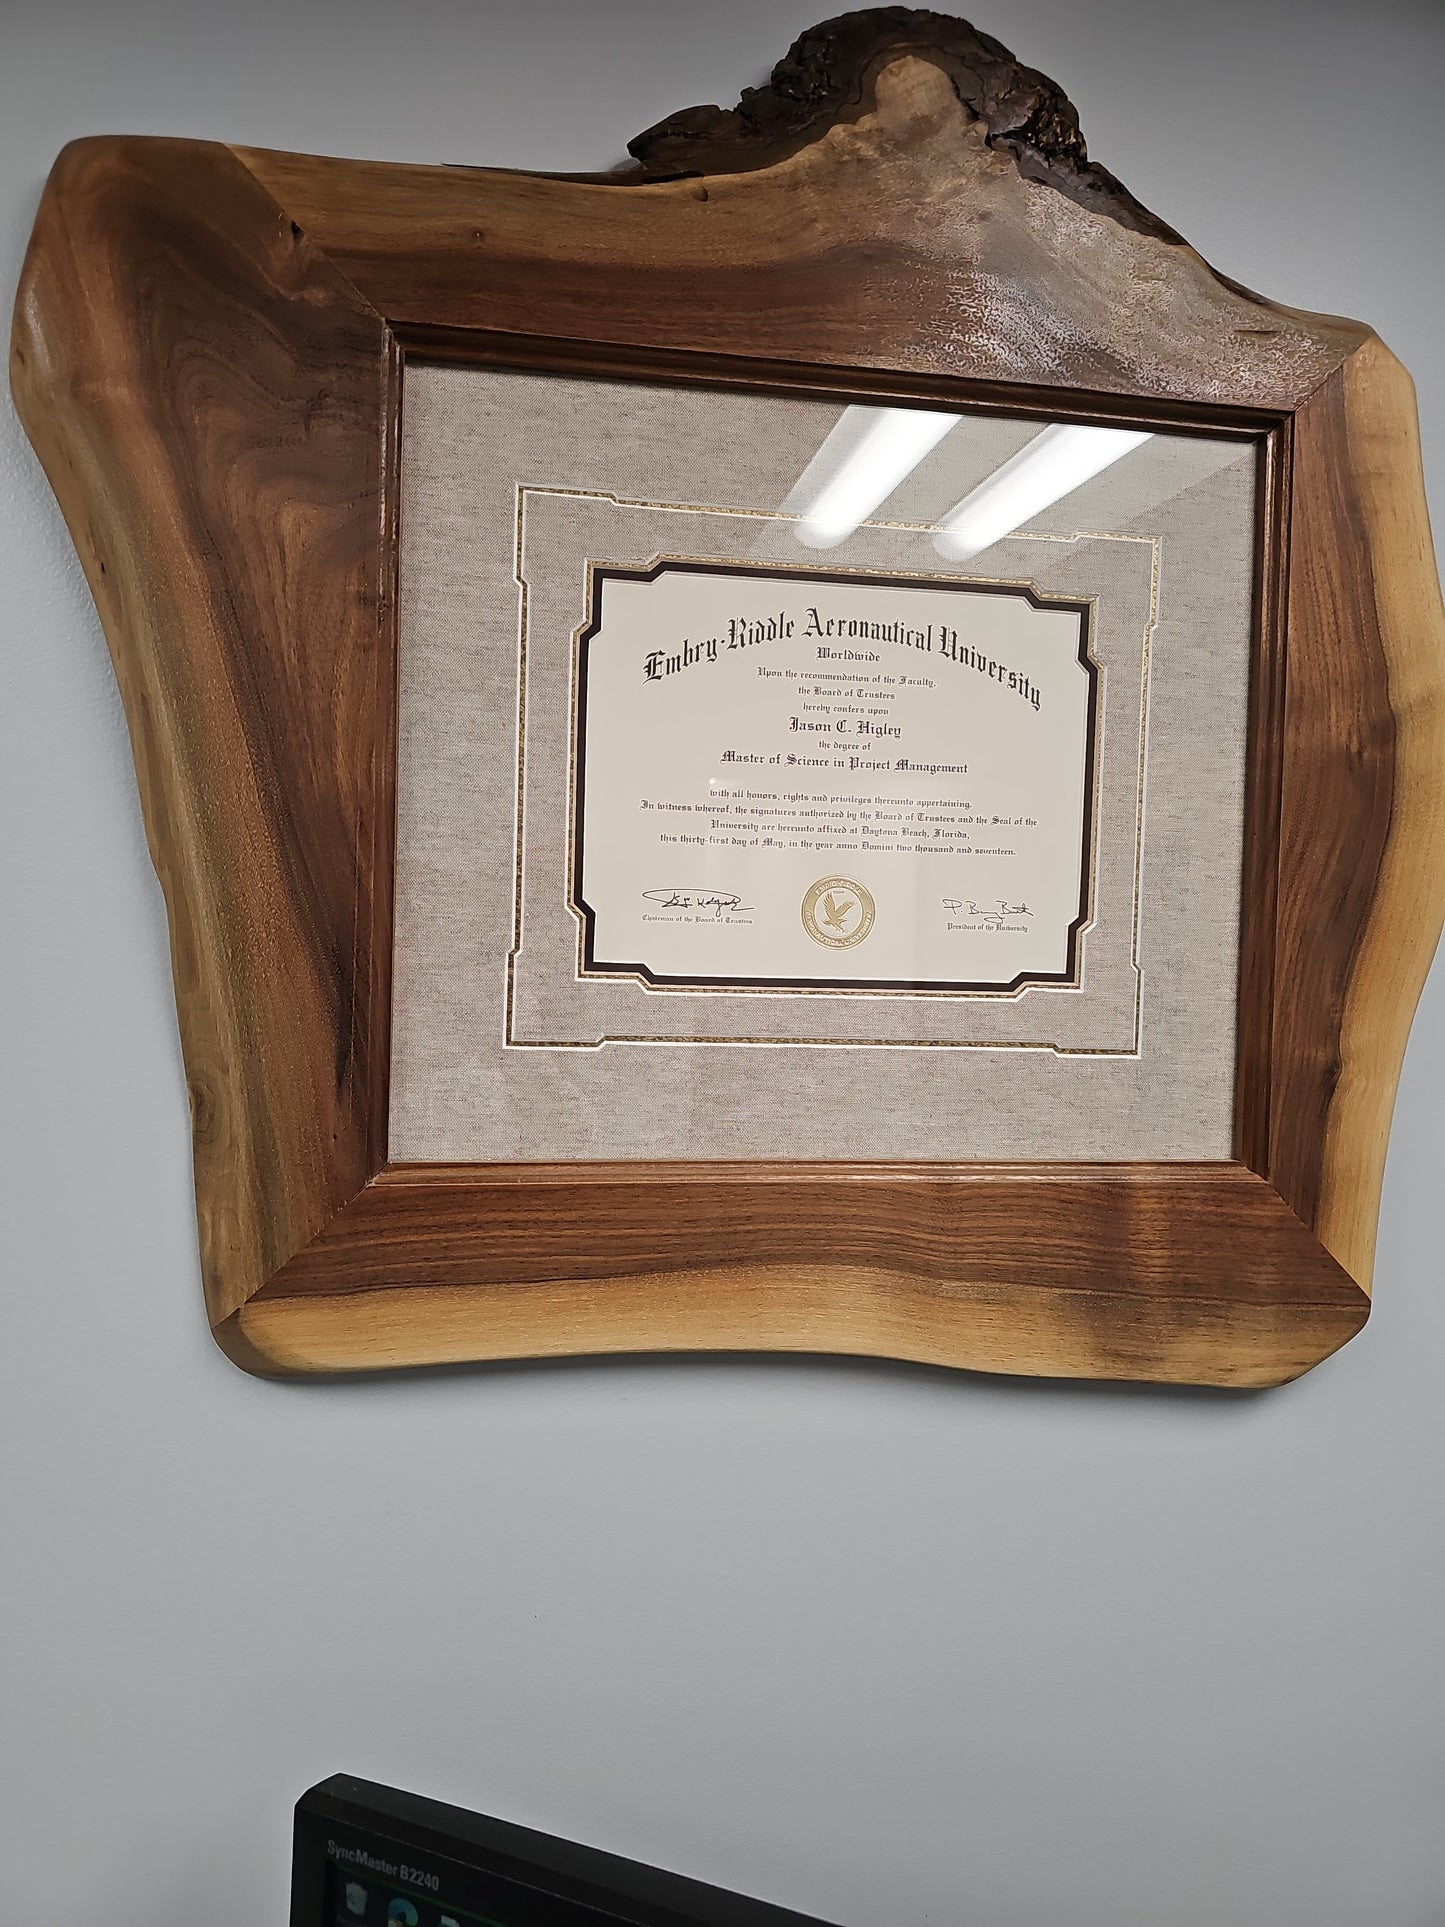 Embry-Riddle Aeronautical University
Worldwide
Upon the recommendation of the Faculty,
the Board of Trustees
hereby confers upon
Jason C. Higley
the degree of
Master of Science in Project Management
with all honors, rights and privileges thereunto appertaining.
In witness whereof, the signatures authorized by the Board of Trustees and the Seal of the
University are hereunto affixed at Daytona Beach, Florida,
this thirty-first day of May, in the year anno Domini two thousand and seventeen.
Chairman of the Board of Trustees
President of the University
SyncMaster B2240